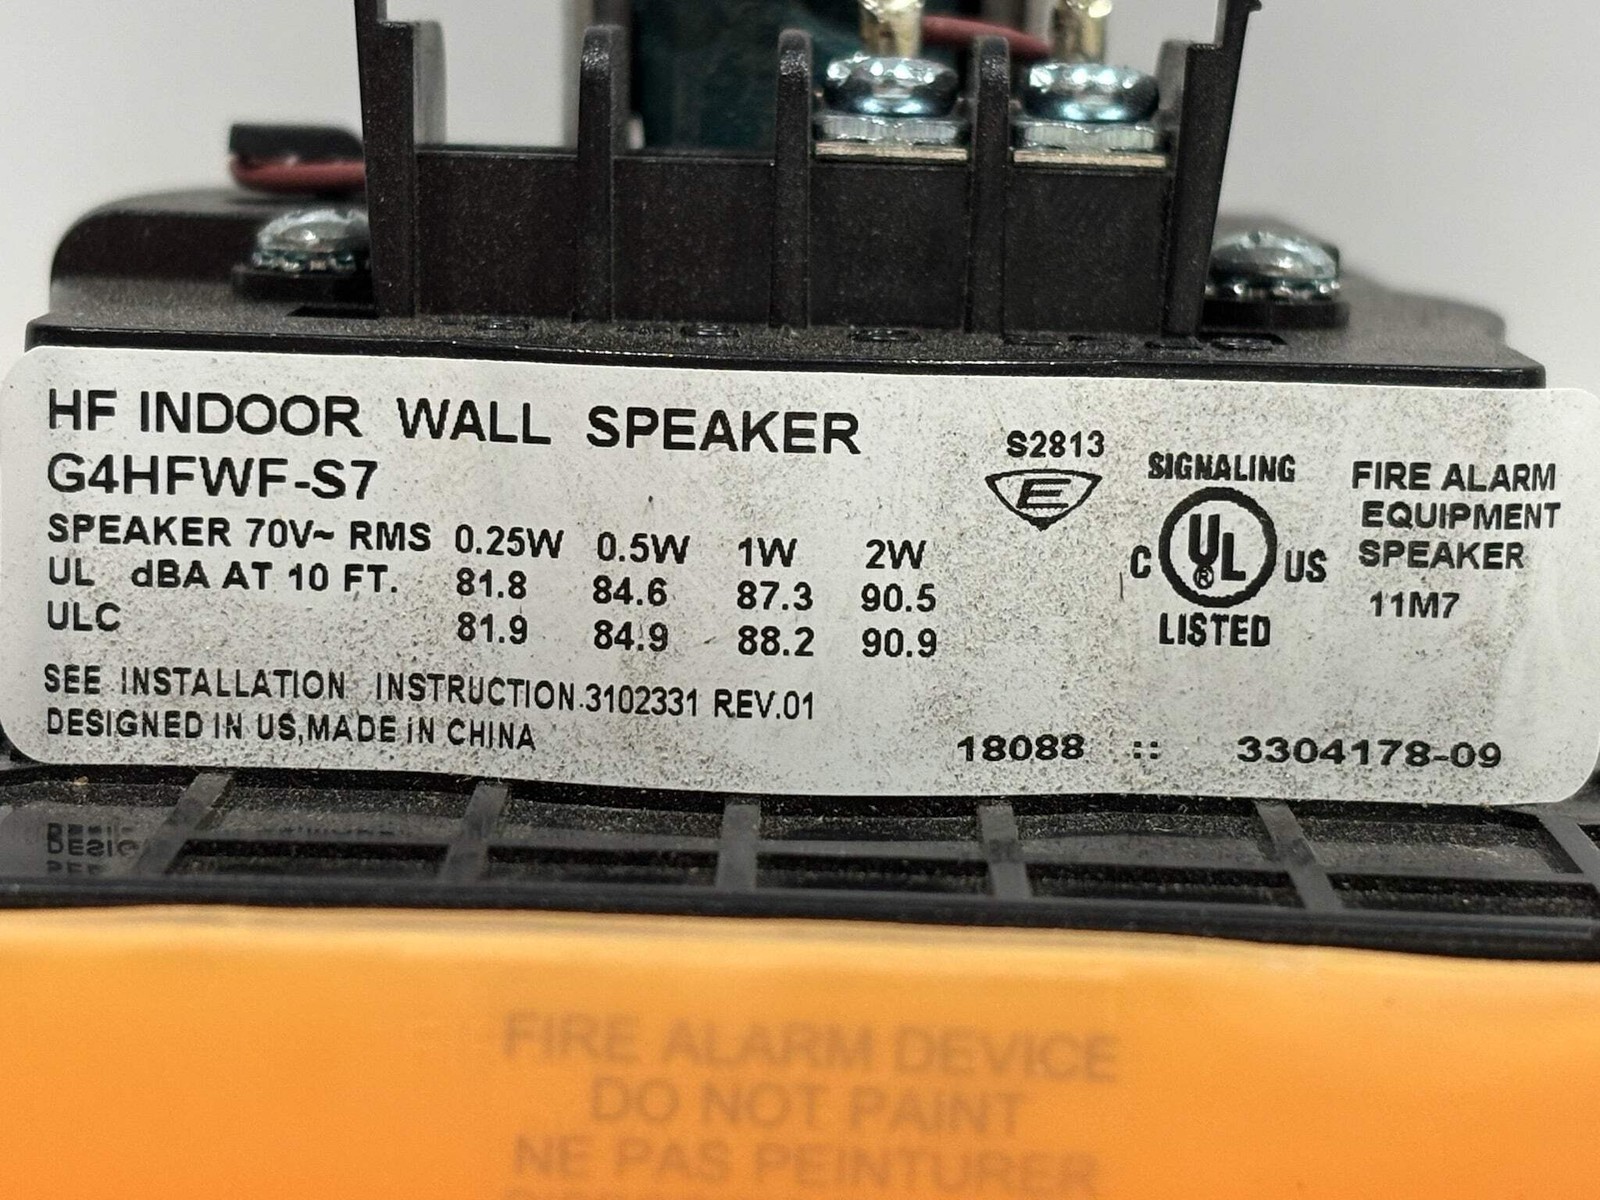 HF INDOOR WALL SPEAKER
G4HFWF-S7
SPEAKER 70V~ RMS 0.25W 0.5W 1W 2W
UL dBA AT 10 FT. 81.8 84.6 87.3 90.5
ULC 81.9 84.9 88.2 90.9
SEE INSTALLATION INSTRUCTION 3102331 REV.01
DESIGNED IN US,MADE iN CHINA
S2813
E
SIGNALING
C UL ® US
LISTED
FIRE ALARM
EQUIPMENT
SPEAKER
11M7
18088 :: 3304178-09
FIRE ALARM DEVICE
DO NOT PAINT
NE PAS PEINTURER